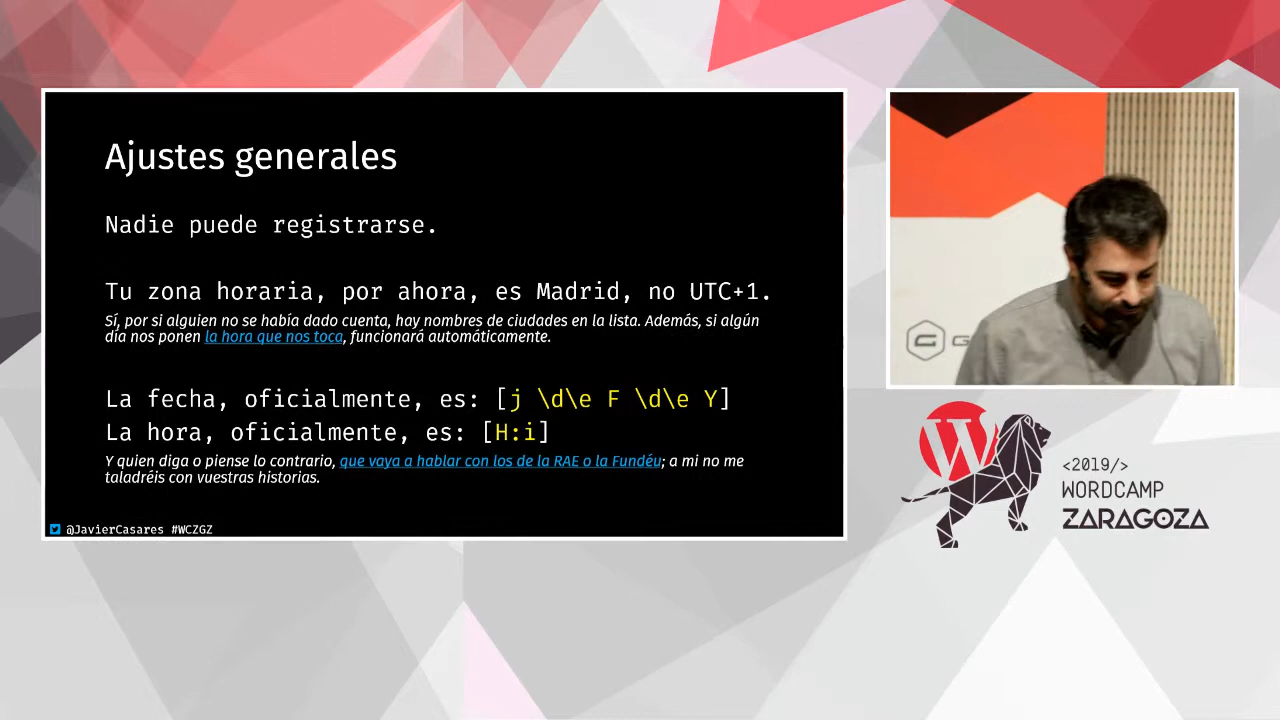 Ajustes generales
Nadie puede registrarse.
Tu zona horaria, por ahora, es Madrid, no UTC+1.
Sí, por si alguien no se había dado cuenta, hay nombres de ciudades en la lista. Además, si algún
día nos ponen la hora que nos toca, funcionará automáticamente.
La fecha, oficialmente, es: [j \d\e F \d\e Y]
La hora, oficialmente, es: [H:i]
Y quien diga o piense lo contrario, que vaya a hablar con los de la RAE o la Fundéu; a mi no me
taladréis con vuestras historias.
@JavierCasares #WCZGZ
G
W
<2019/>
WORDCAMP
ZARAGOZA